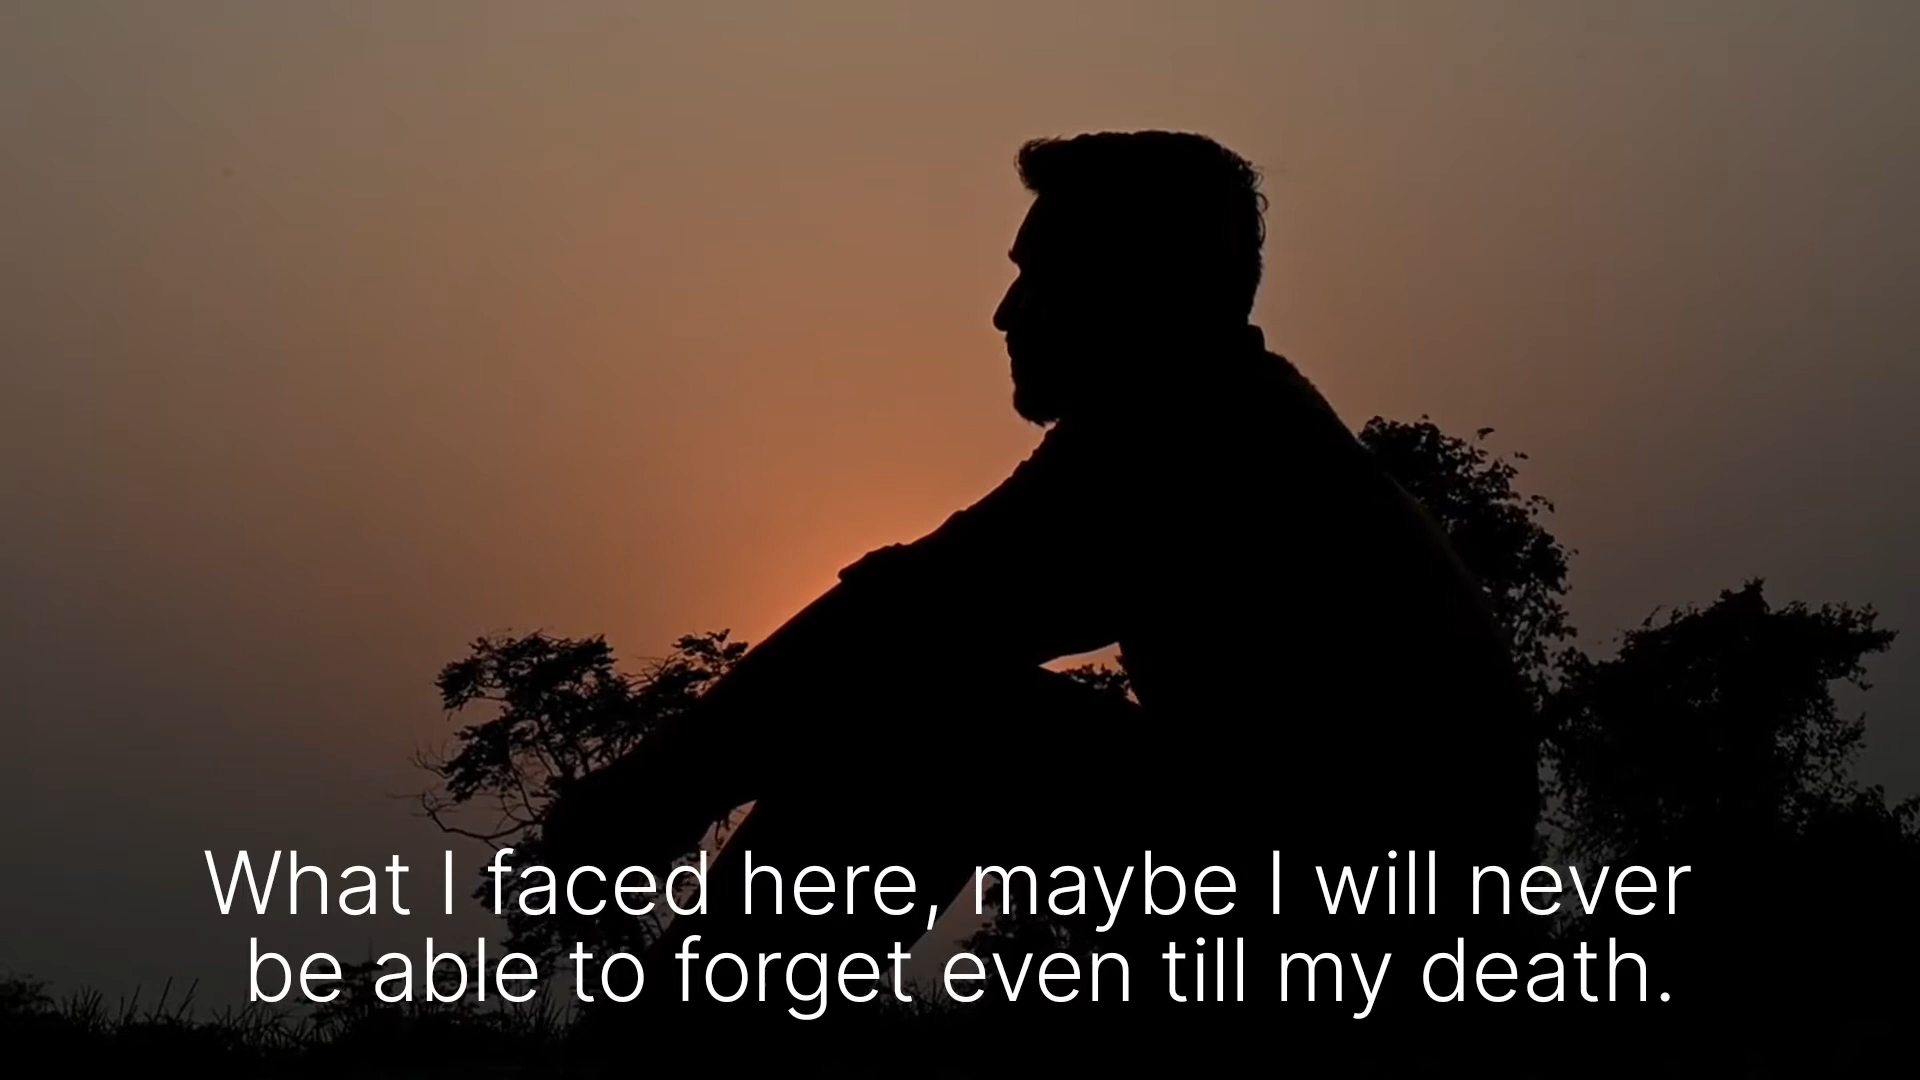 What I faced here, maybe I will never
be able to forget even till my death.